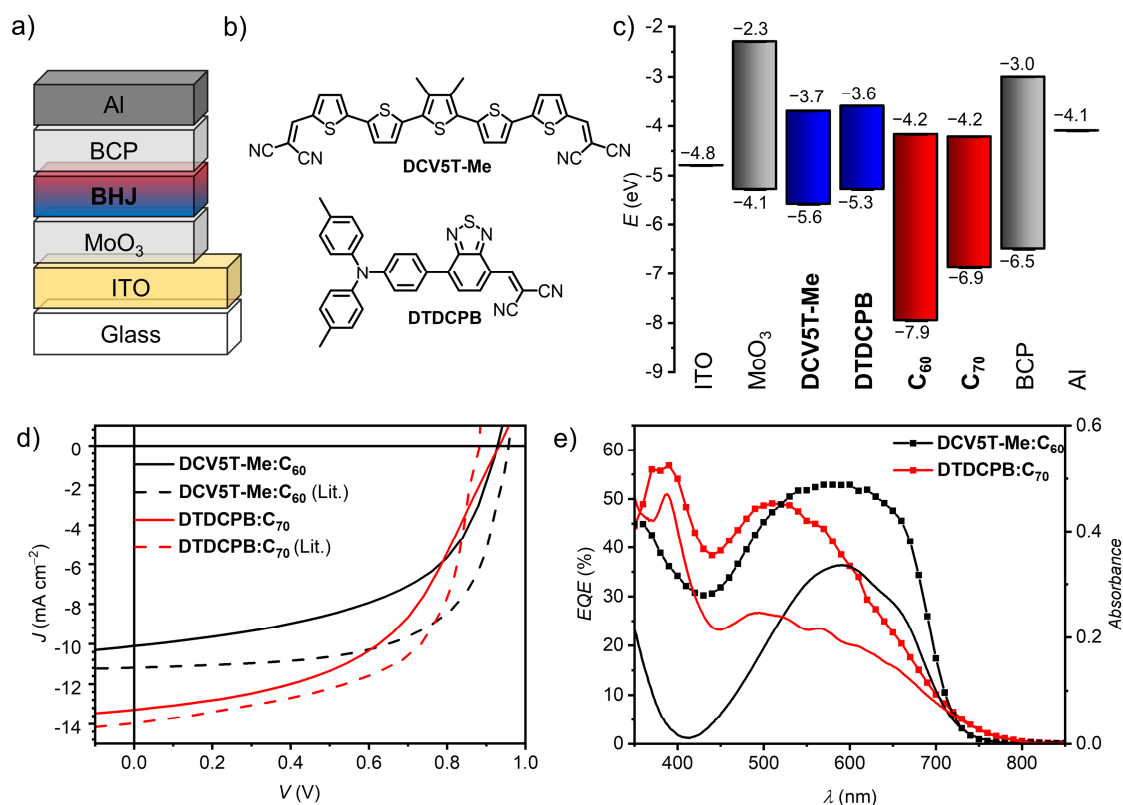 a)
Al
BCP
BHJ
MoO₃
ITO
Glass
b)
S S S S S
NC CN NC CN
DCV5T-Me
N S N
N
CN
NC
DTDCPB
c)
E (eV)
-2
-3
-4
-5
-6
-7
-8
-9
−4.8
−2.3
−4.1
−3.7
−5.6
−3.6
−5.3
−4.2
−7.9
−4.2
−6.9
−3.0
−6.5
−4.1
ITO
MoO₃
DCV5T-Me
DTDCPB
C₆₀
C₇₀
BCP
Al
d)
J (mA cm⁻²)
0
-2
-4
-6
-8
-10
-12
-14
DCV5T-Me:C₆₀
DCV5T-Me:C₆₀ (Lit.)
DTDCPB:C₇₀
DTDCPB:C₇₀ (Lit.)
0.0 0.2 0.4 0.6 0.8 1.0
V (V)
e)
EQE (%)
60
50
40
30
20
10
0
DCV5T-Me:C₆₀
DTDCPB:C₇₀
0.6
0.4
0.2
0.0
Absorbance
400 500 600 700 800
λ (nm)